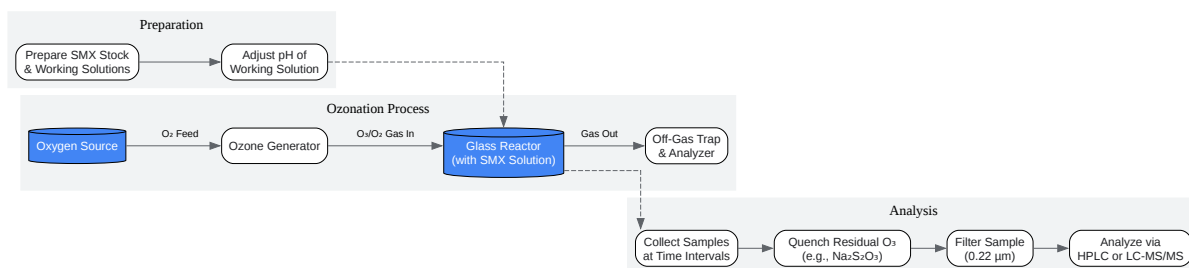 Preparation
Prepare SMX Stock
& Working Solutions
Adjust pH of
Working Solution
Ozonation Process
Oxygen Source
O₂ Feed
Ozone Generator
O₃/O₂ Gas In
Glass Reactor
(with SMX Solution)
Gas Out
Off-Gas Trap
& Analyzer
Analysis
Collect Samples
at Time Intervals
Quench Residual O₃
(e.g., Na₂S₂O₃)
Filter Sample
(0.22 µm)
Analyze via
HPLC or LC-MS/MS